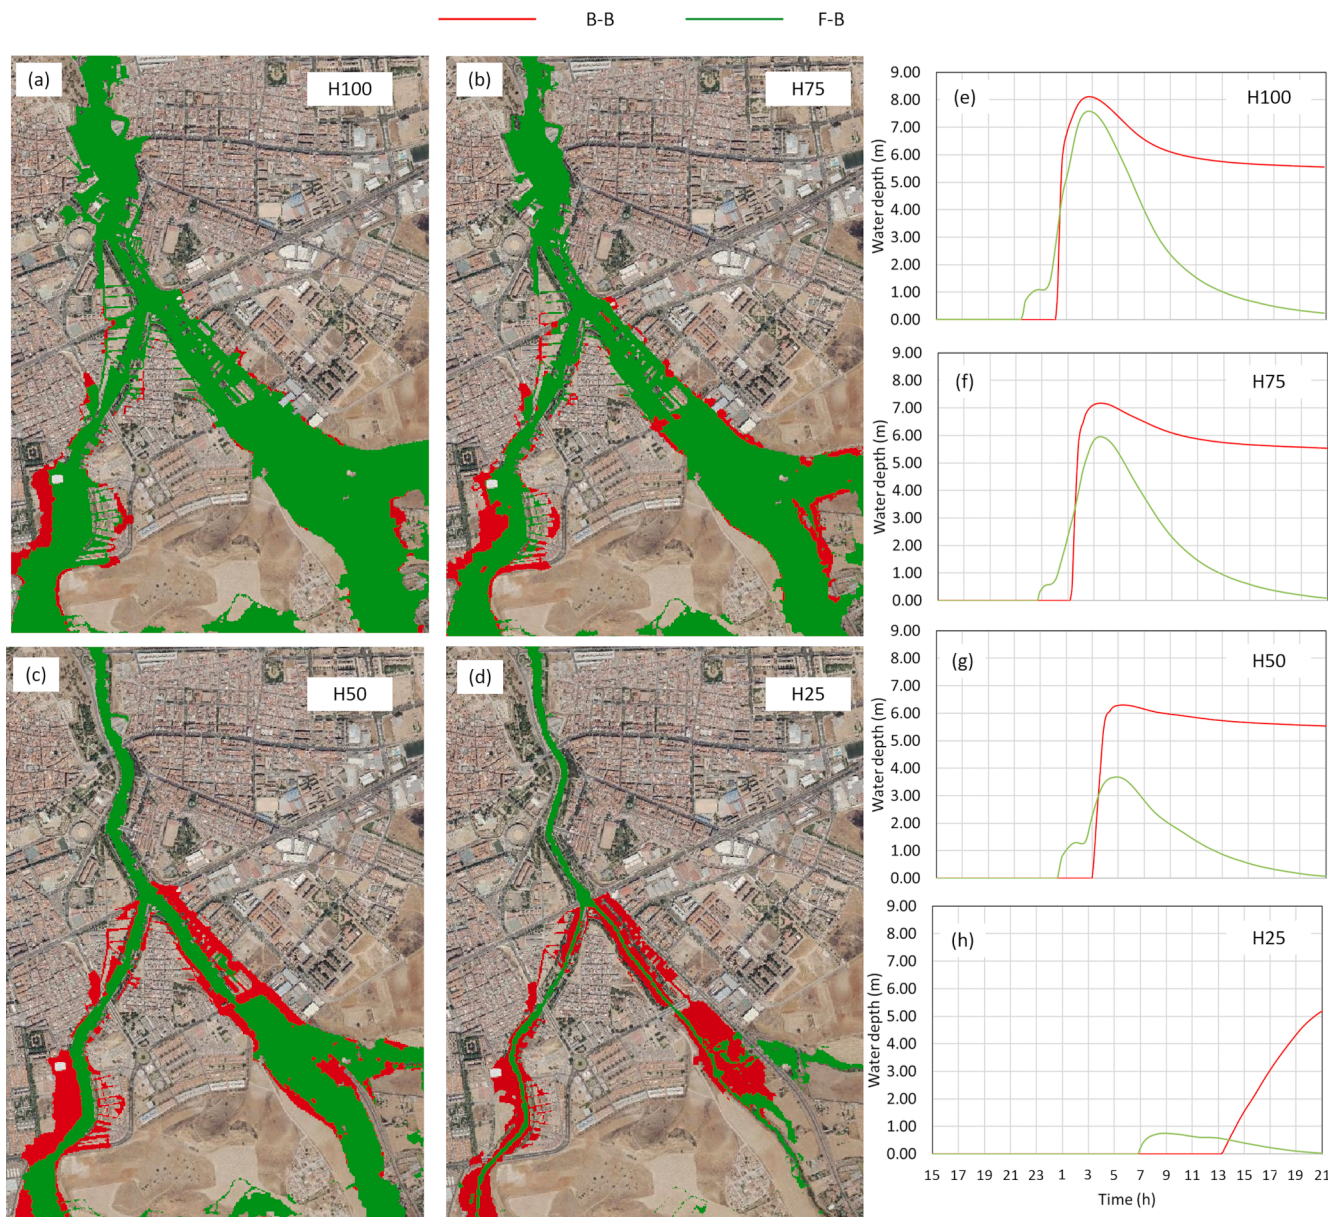 B-B F-B
(a) H100
(b) H75
(c) H50
(d) H25
(e) H100
Water depth (m)
9.00
8.00
7.00
6.00
5.00
4.00
3.00
2.00
1.00
0.00
(f) H75
Water depth (m)
9.00
8.00
7.00
6.00
5.00
4.00
3.00
2.00
1.00
0.00
(g) H50
Water depth (m)
9.00
8.00
7.00
6.00
5.00
4.00
3.00
2.00
1.00
0.00
(h) H25
Water depth (m)
9.00
8.00
7.00
6.00
5.00
4.00
3.00
2.00
1.00
0.00
15 17 19 21 23 1 3 5 7 9 11 13 15 17 19 21
Time (h)